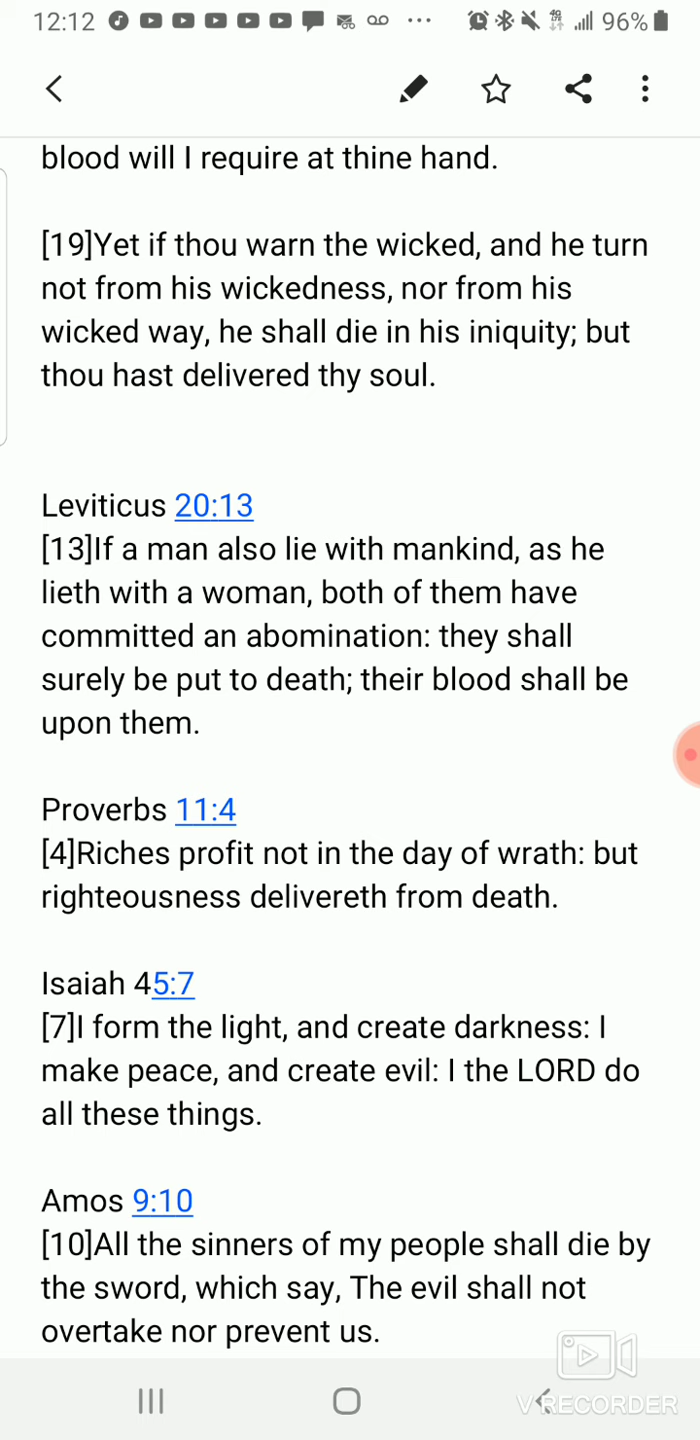 12:12 96%
blood will I require at thine hand.
[19]Yet if thou warn the wicked, and he turn
not from his wickedness, nor from his
wicked way, he shall die in his iniquity; but
thou hast delivered thy soul.
Leviticus 20:13
[13]If a man also lie with mankind, as he
lieth with a woman, both of them have
committed an abomination: they shall
surely be put to death; their blood shall be
upon them.
Proverbs 11:4
[4]Riches profit not in the day of wrath: but
righteousness delivereth from death.
Isaiah 45:7
[7]I form the light, and create darkness: I
make peace, and create evil: I the LORD do
all these things.
Amos 9:10
[10]All the sinners of my people shall die by
the sword, which say, The evil shall not
overtake nor prevent us.
V RECORDER